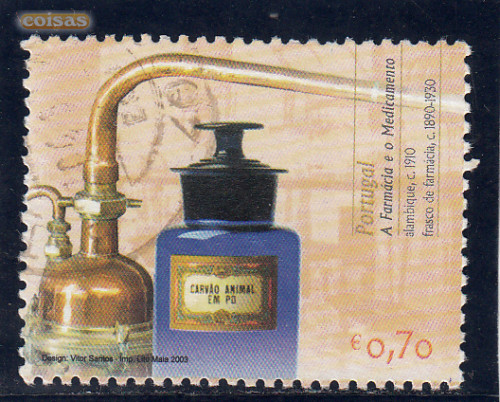 coisas
Portugal
A Farmácia e o Medicamento
alambique, c. 1910
frasco de farmácia, c. 1890-1930
CARVÃO ANIMAL
EM PO
€0,70
Design: Vitor Santos - Imp. Lito Maia 2003